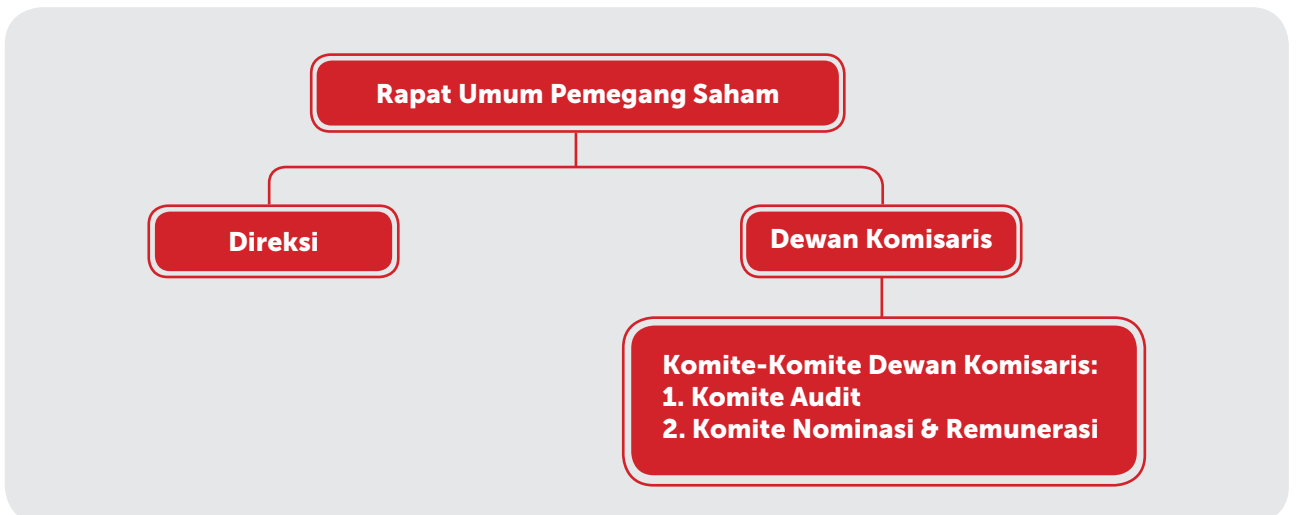 Rapat Umum Pemegang Saham
Direksi
Dewan Komisaris
Komite-Komite Dewan Komisaris:
1. Komite Audit
2. Komite Nominasi & Remunerasi